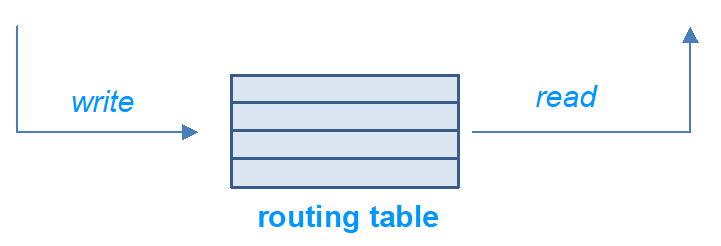 write
read
routing table